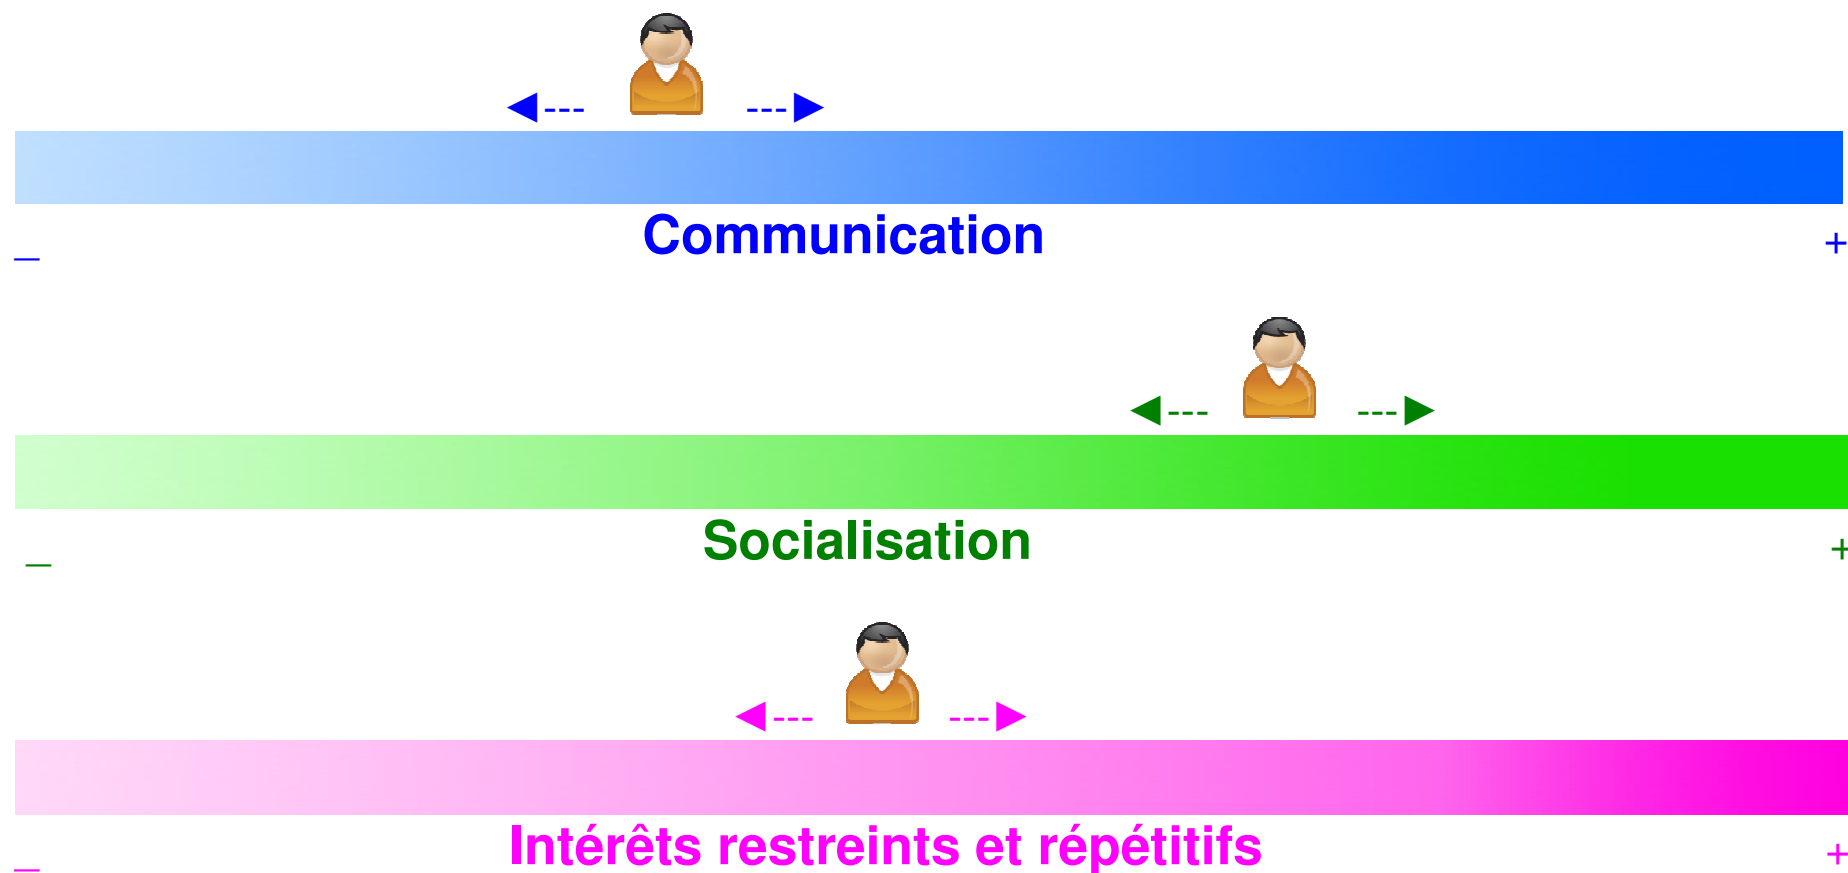 ◄--- ---►
Communication
_ +
◄--- ---►
Socialisation
_ +
◄--- ---►
Intérêts restreints et répétitifs
_ +